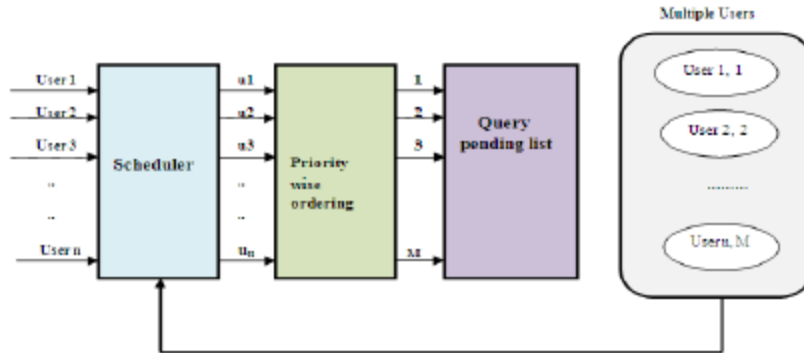 Multiple Users
User 1
User 2
User 3
..
..
User n
Scheduler
u1
u2
u3
..
..
un
Priority
wise
ordering
1
2
3
M
Query
pending list
User 1, 1
User 2, 2
..........
Usern, M